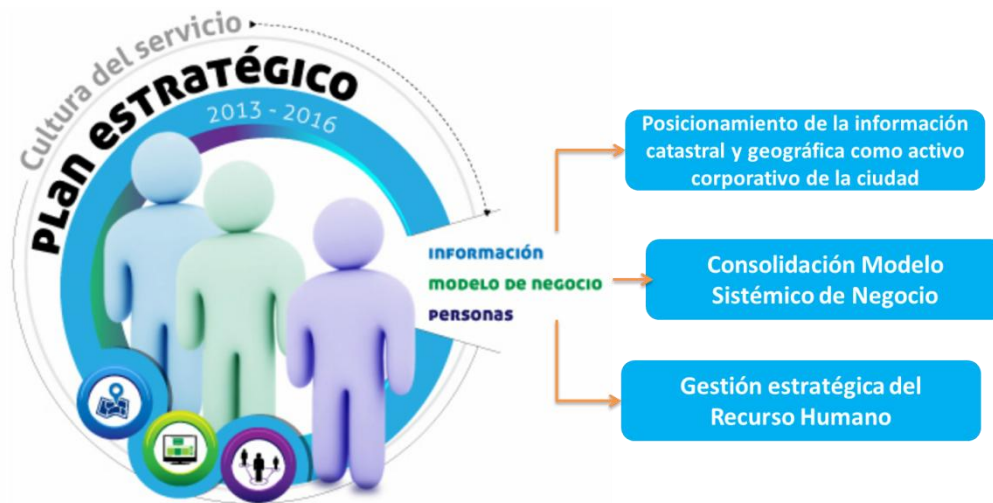 Cultura del servicio
PLan estratégico
2013 - 2016
INFORMACIÓN
MODELO DE NEGOCIO
PERSONAS
Posicionamiento de la información
catastral y geográfica como activo
corporativo de la ciudad
Consolidación Modelo
Sistémico de Negocio
Gestión estratégica del
Recurso Humano